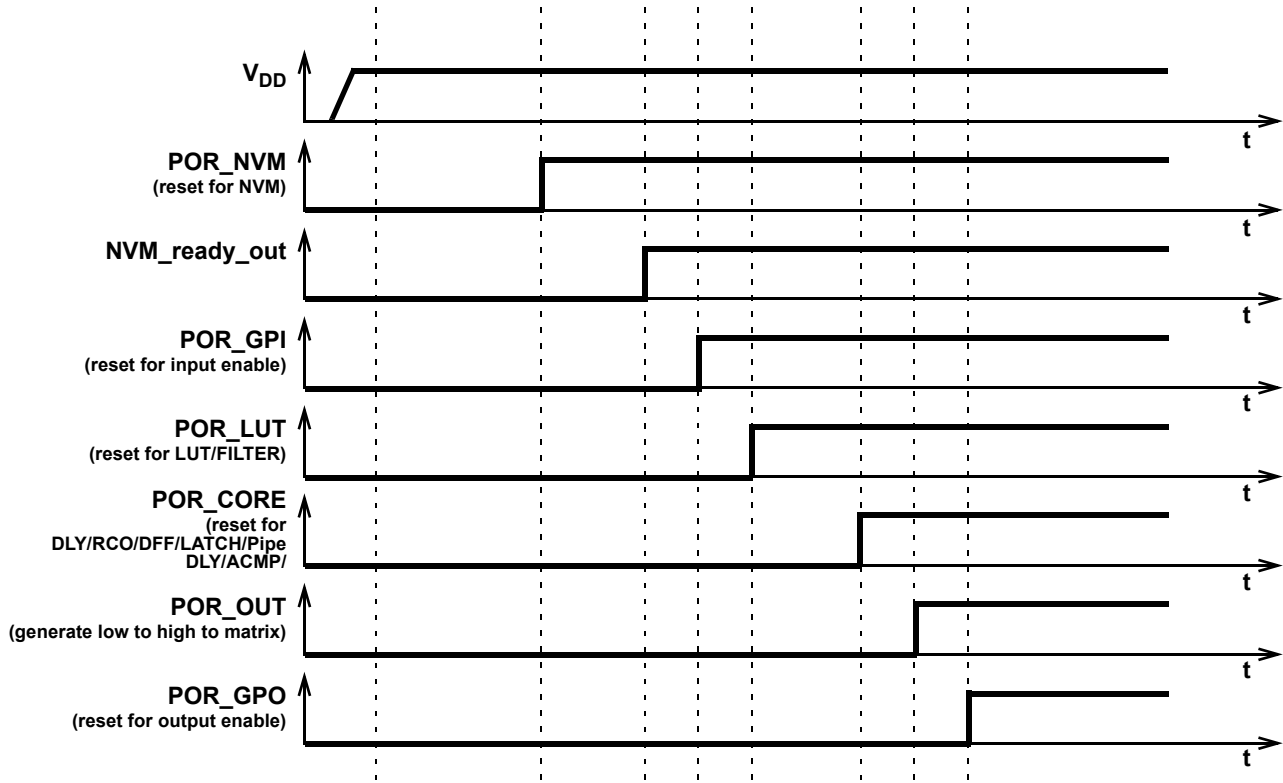 VDD
t
POR_NVM
(reset for NVM)
t
NVM_ready_out
t
POR_GPI
(reset for input enable)
t
POR_LUT
(reset for LUT/FILTER)
t
POR_CORE
(reset for
DLY/RCO/DFF/LATCH/Pipe
DLY/ACMP/
t
POR_OUT
(generate low to high to matrix)
t
POR_GPO
(reset for output enable)
t